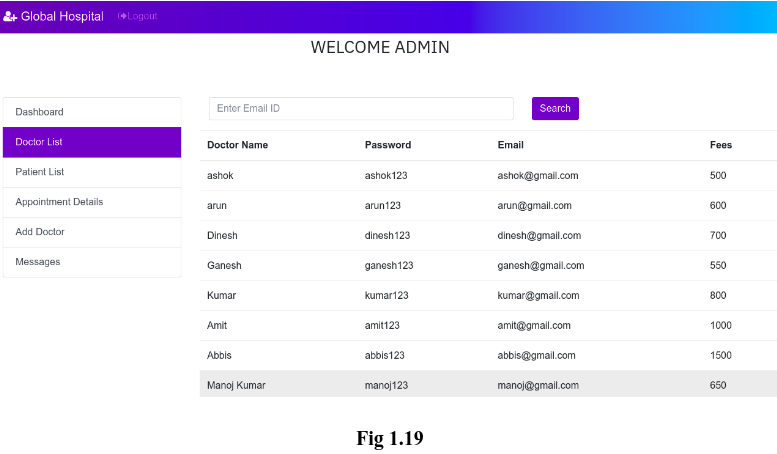 Global Hospital Logout
WELCOME ADMIN
Dashboard
Doctor List
Patient List
Appointment Details
Add Doctor
Messages
Enter Email ID Search
Doctor Name Password Email Fees
ashok ashok123 ashok@gmail.com 500
arun arun123 arun@gmail.com 600
Dinesh dinesh123 dinesh@gmail.com 700
Ganesh ganesh123 ganesh@gmail.com 550
Kumar kumar123 kumar@gmail.com 800
Amit amit123 amit@gmail.com 1000
Abbis abbis123 abbis@gmail.com 1500
Manoj Kumar manoj123 manoj@gmail.com 650
Fig 1.19